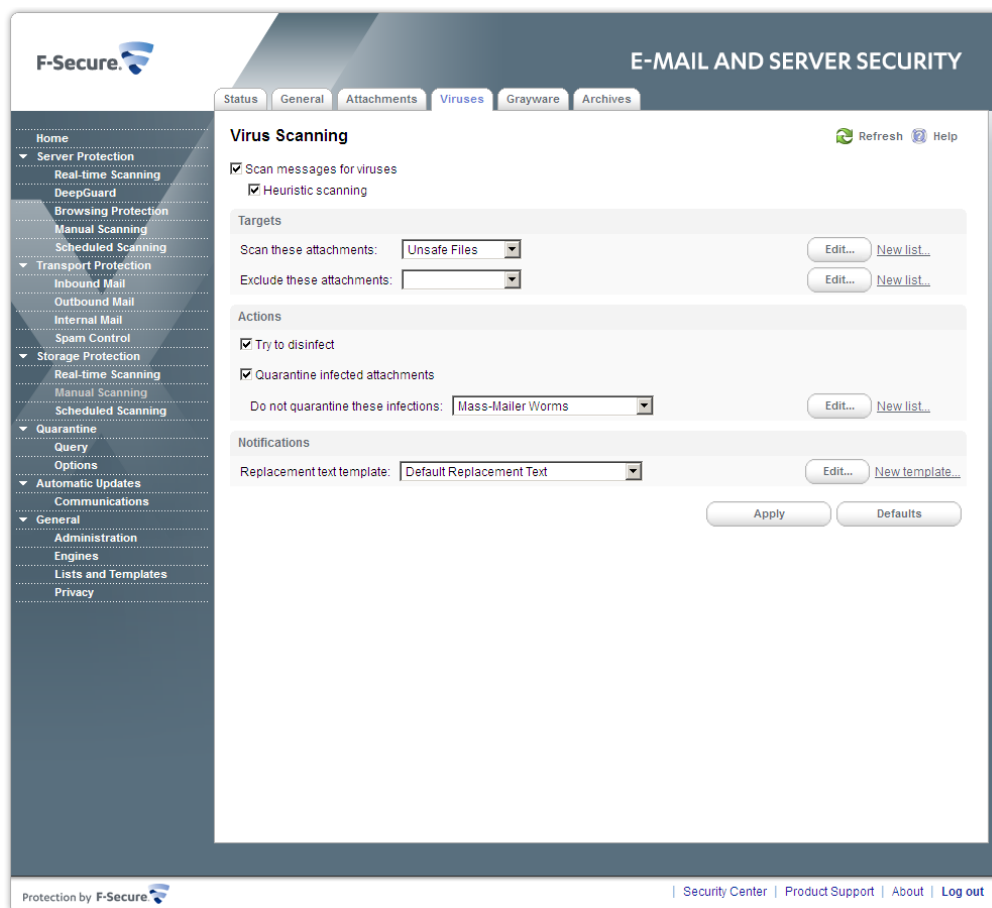 F-Secure.
E-MAIL AND SERVER SECURITY
Status General Attachments Viruses Grayware Archives
Home
Server Protection
Real-time Scanning
DeepGuard
Browsing Protection
Manual Scanning
Scheduled Scanning
Transport Protection
Inbound Mail
Outbound Mail
Internal Mail
Spam Control
Storage Protection
Real-time Scanning
Manual Scanning
Scheduled Scanning
Quarantine
Query
Options
Automatic Updates
Communications
General
Administration
Engines
Lists and Templates
Privacy
Virus Scanning
Refresh Help
Scan messages for viruses
Heuristic scanning
Targets
Scan these attachments: Unsafe Files Edit... New list...
Exclude these attachments: Edit... New list...
Actions
Try to disinfect
Quarantine infected attachments
Do not quarantine these infections: Mass-Mailer Worms Edit... New list...
Notifications
Replacement text template: Default Replacement Text Edit... New template...
Apply Defaults
Protection by F-Secure.
| Security Center | Product Support | About | Log out